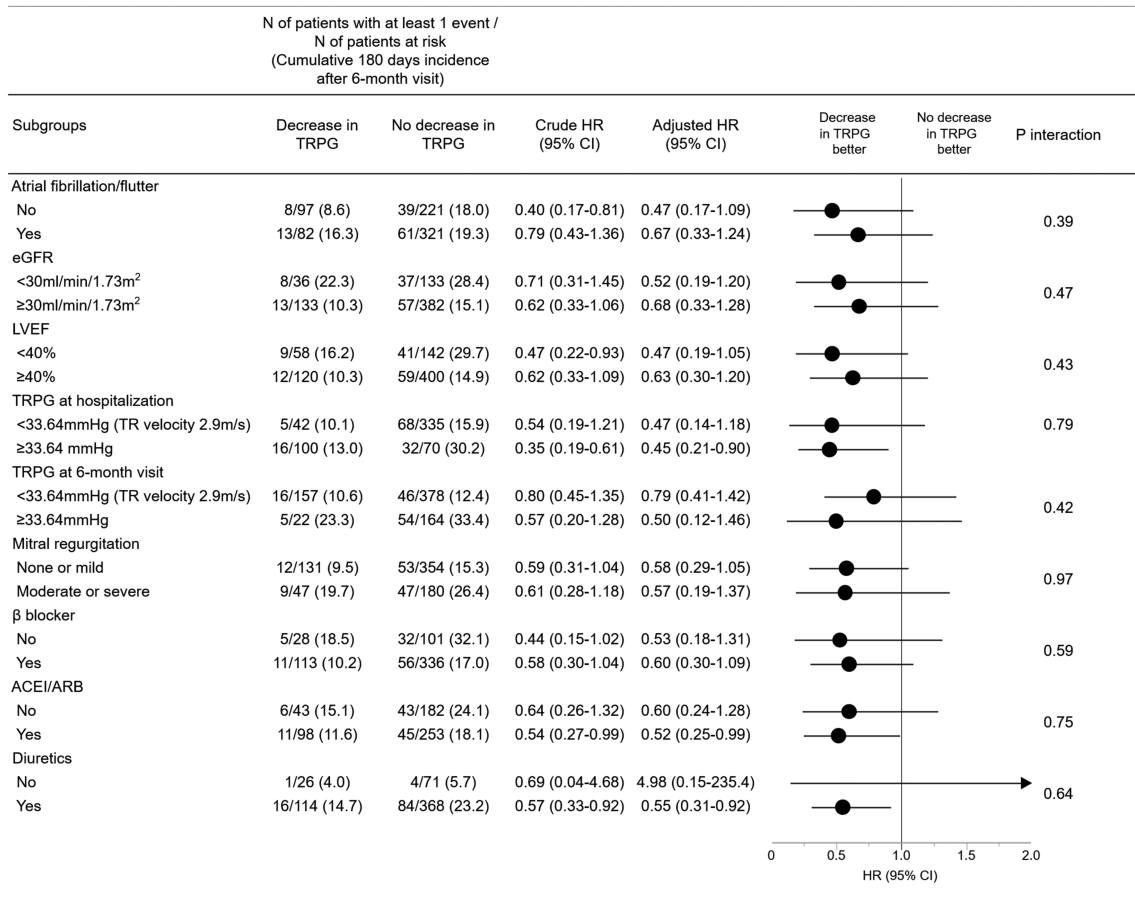 N of patients with at least 1 event /
N of patients at risk
(Cumulative 180 days incidence
after 6-month visit)
Subgroups Decrease in TRPG No decrease in TRPG Crude HR (95% CI) Adjusted HR (95% CI) Decrease in TRPG better No decrease in TRPG better P interaction
Atrial fibrillation/flutter
No 8/97 (8.6) 39/221 (18.0) 0.40 (0.17-0.81) 0.47 (0.17-1.09)
0.39
Yes 13/82 (16.3) 61/321 (19.3) 0.79 (0.43-1.36) 0.67 (0.33-1.24)
eGFR
<30ml/min/1.73m² 8/36 (22.3) 37/133 (28.4) 0.71 (0.31-1.45) 0.52 (0.19-1.20)
0.47
≥30ml/min/1.73m² 13/133 (10.3) 57/382 (15.1) 0.62 (0.33-1.06) 0.68 (0.33-1.28)
LVEF
<40% 9/58 (16.2) 41/142 (29.7) 0.47 (0.22-0.93) 0.47 (0.19-1.05)
0.43
≥40% 12/120 (10.3) 59/400 (14.9) 0.62 (0.33-1.09) 0.63 (0.30-1.20)
TRPG at hospitalization
<33.64mmHg (TR velocity 2.9m/s) 5/42 (10.1) 68/335 (15.9) 0.54 (0.19-1.21) 0.47 (0.14-1.18) 0.79
≥33.64 mmHg 16/100 (13.0) 32/70 (30.2) 0.35 (0.19-0.61) 0.45 (0.21-0.90)
TRPG at 6-month visit
<33.64mmHg (TR velocity 2.9m/s) 16/157 (10.6) 46/378 (12.4) 0.80 (0.45-1.35) 0.79 (0.41-1.42)
0.42
≥33.64mmHg 5/22 (23.3) 54/164 (33.4) 0.57 (0.20-1.28) 0.50 (0.12-1.46)
Mitral regurgitation
None or mild 12/131 (9.5) 53/354 (15.3) 0.59 (0.31-1.04) 0.58 (0.29-1.05)
0.97
Moderate or severe 9/47 (19.7) 47/180 (26.4) 0.61 (0.28-1.18) 0.57 (0.19-1.37)
β blocker
No 5/28 (18.5) 32/101 (32.1) 0.44 (0.15-1.02) 0.53 (0.18-1.31)
0.59
Yes 11/113 (10.2) 56/336 (17.0) 0.58 (0.30-1.04) 0.60 (0.30-1.09)
ACEI/ARB
No 6/43 (15.1) 43/182 (24.1) 0.64 (0.26-1.32) 0.60 (0.24-1.28)
0.75
Yes 11/98 (11.6) 45/253 (18.1) 0.54 (0.27-0.99) 0.52 (0.25-0.99)
Diuretics
No 1/26 (4.0) 4/71 (5.7) 0.69 (0.04-4.68) 4.98 (0.15-235.4)
0.64
Yes 16/114 (14.7) 84/368 (23.2) 0.57 (0.33-0.92) 0.55 (0.31-0.92)
0 0.5 1.0 1.5 2.0
HR (95% CI)